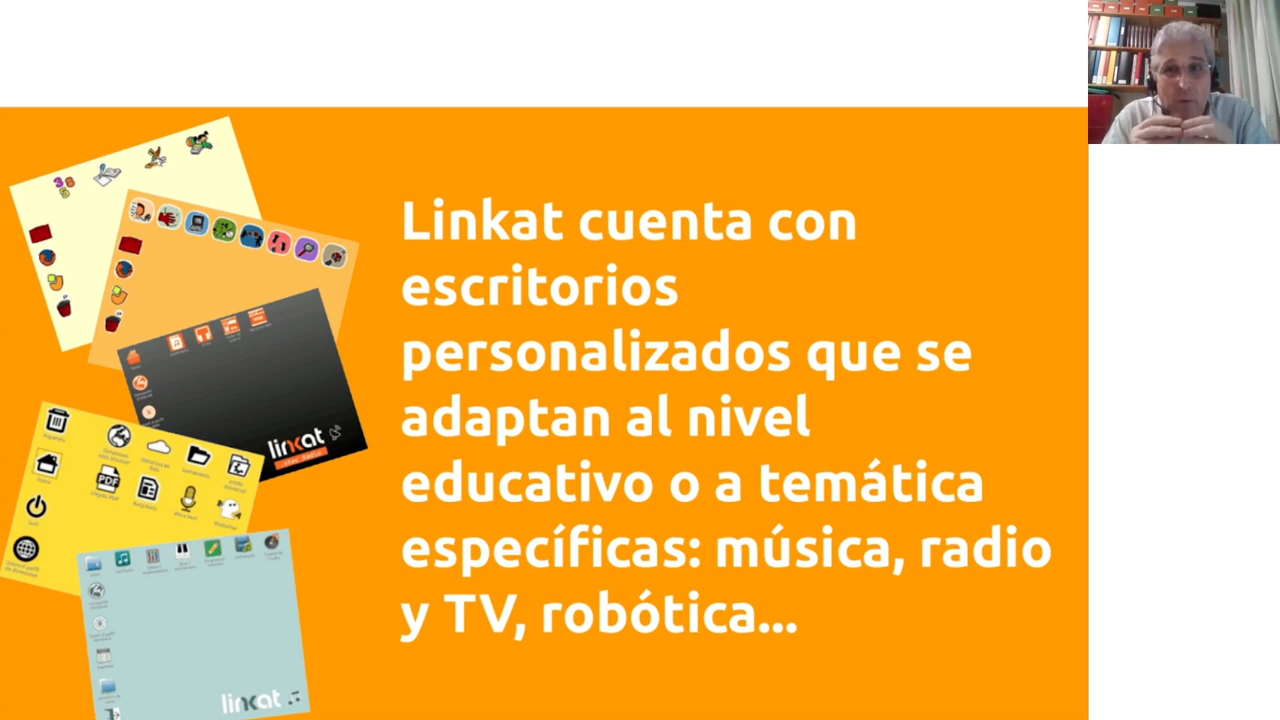 Linkat cuenta con
escritorios
personalizados que se
adaptan al nivel
educativo o a temática
específicas: música, radio
y TV, robótica...
linkat
PDF
linkat